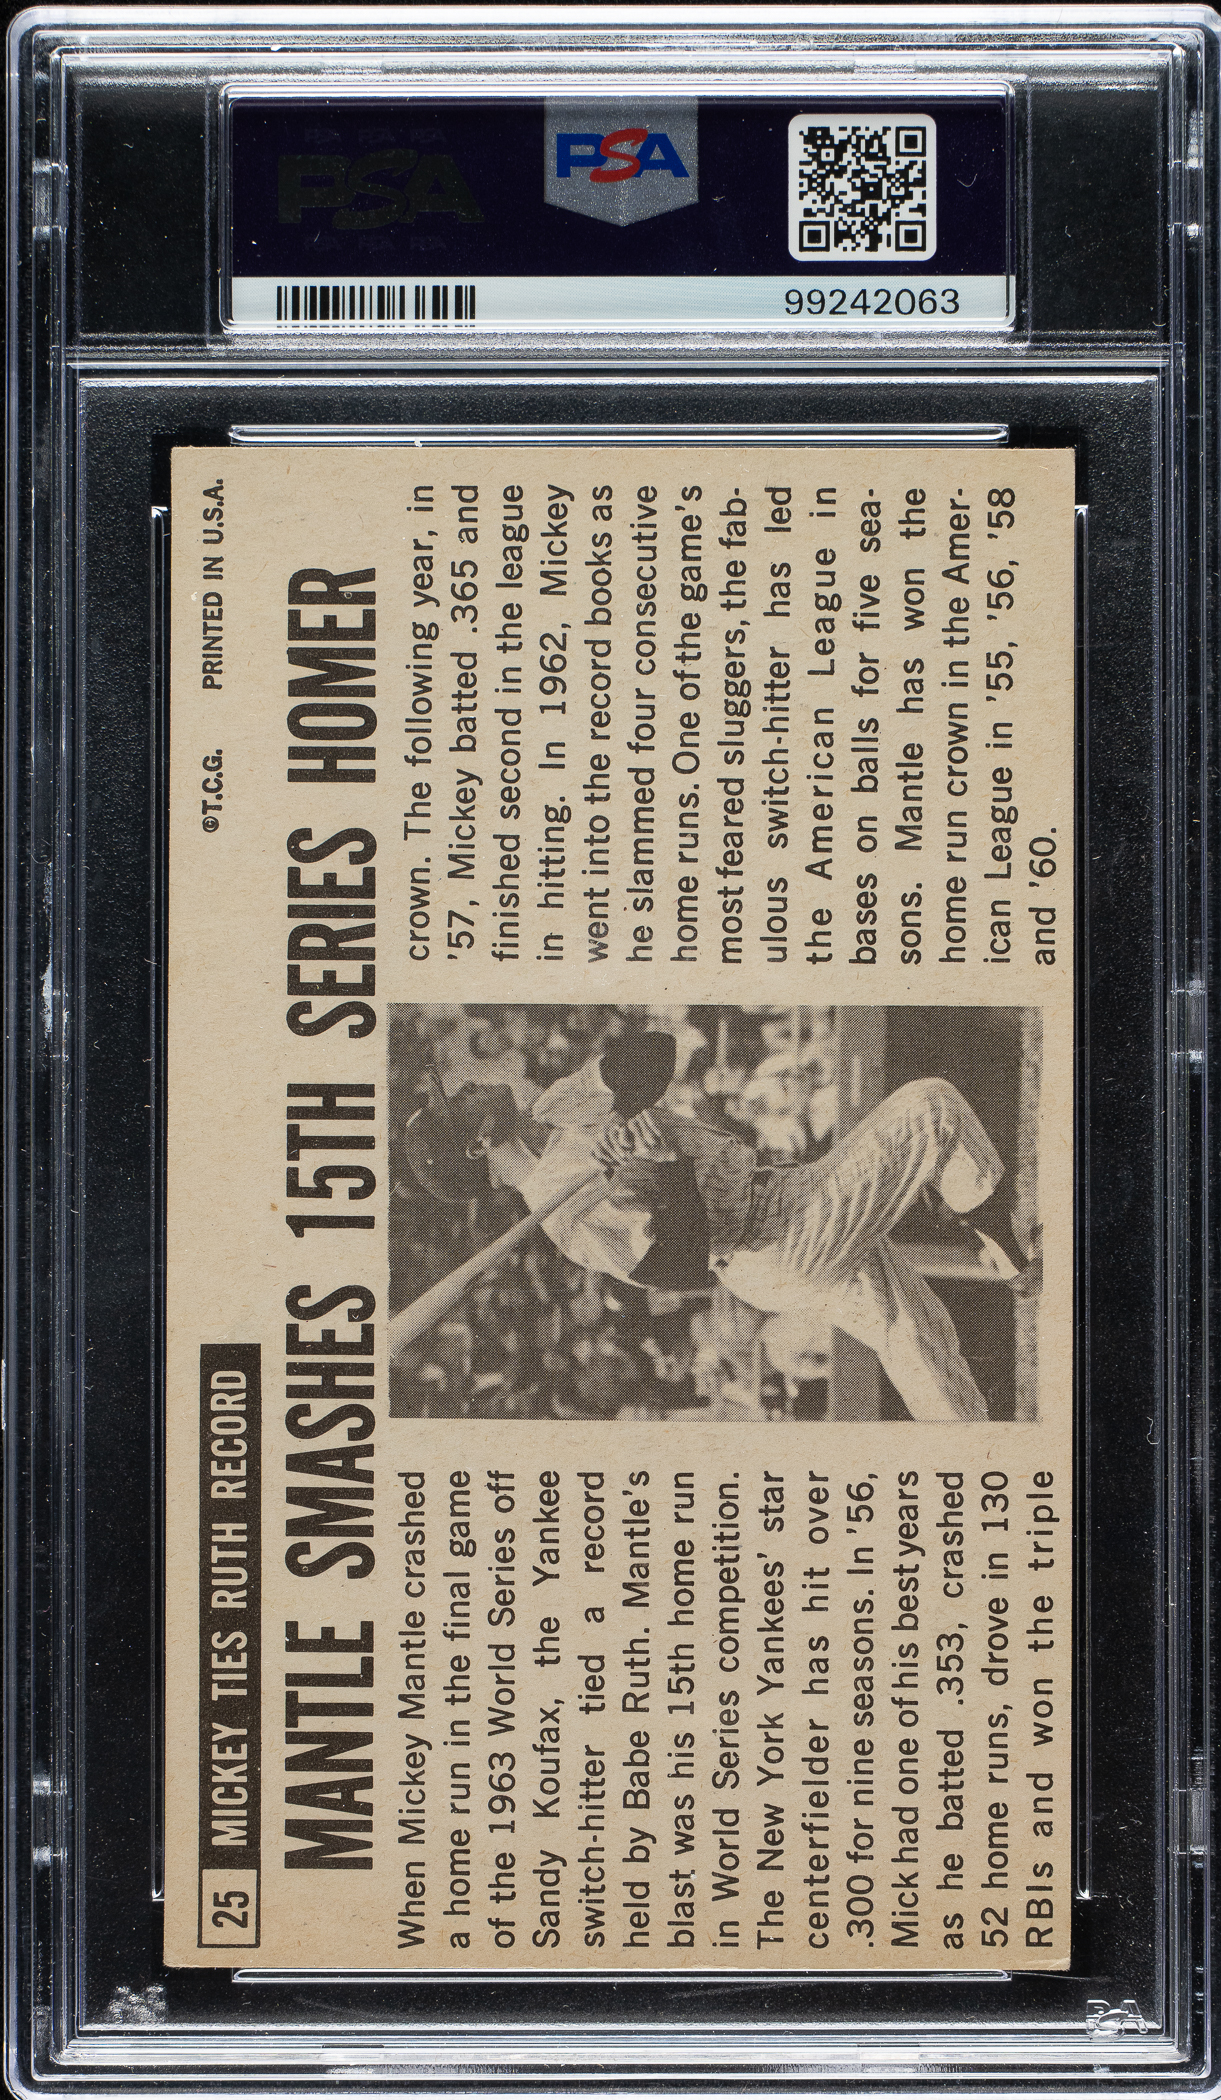 PSA
99242063
25 MICKEY TIES RUTH RECORD
©T.C.G. PRINTED IN U.S.A.
MANTLE SMASHES 15TH SERIES HOMER
When Mickey Mantle crashed
a home run in the final game
of the 1963 World Series off
Sandy Koufax, the Yankee
switch-hitter tied a record
held by Babe Ruth. Mantle's
blast was his 15th home run
in World Series competition.
The New York Yankees' star
centerfielder has hit over
.300 for nine seasons. In '56,
Mick had one of his best years
as he batted .353, crashed
52 home runs, drove in 130
RBIs and won the triple
crown. The following year, in
'57, Mickey batted .365 and
finished second in the league
in hitting. In 1962, Mickey
went into the record books as
he slammed four consecutive
home runs. One of the game's
most feared sluggers, the fab-
ulous switch-hitter has led
the American League in
bases on balls for five sea-
sons. Mantle has won the
home run crown in the Amer-
ican League in '55, '56, '58
and '60.